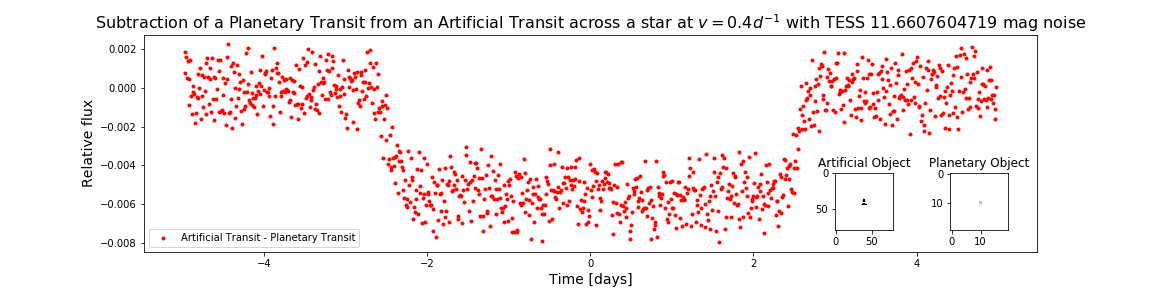 Subtraction of a Planetary Transit from an Artificial Transit across a star at v = 0.4d⁻¹ with TESS 11.6607604719 mag noise
Relative flux
0.002
0.000
−0.002
−0.004
−0.006
−0.008
Artificial Transit - Planetary Transit
−4
−2
0
2
4
Time [days]
Artificial Object
0
50
0 50
Planetary Object
0
10
0 10